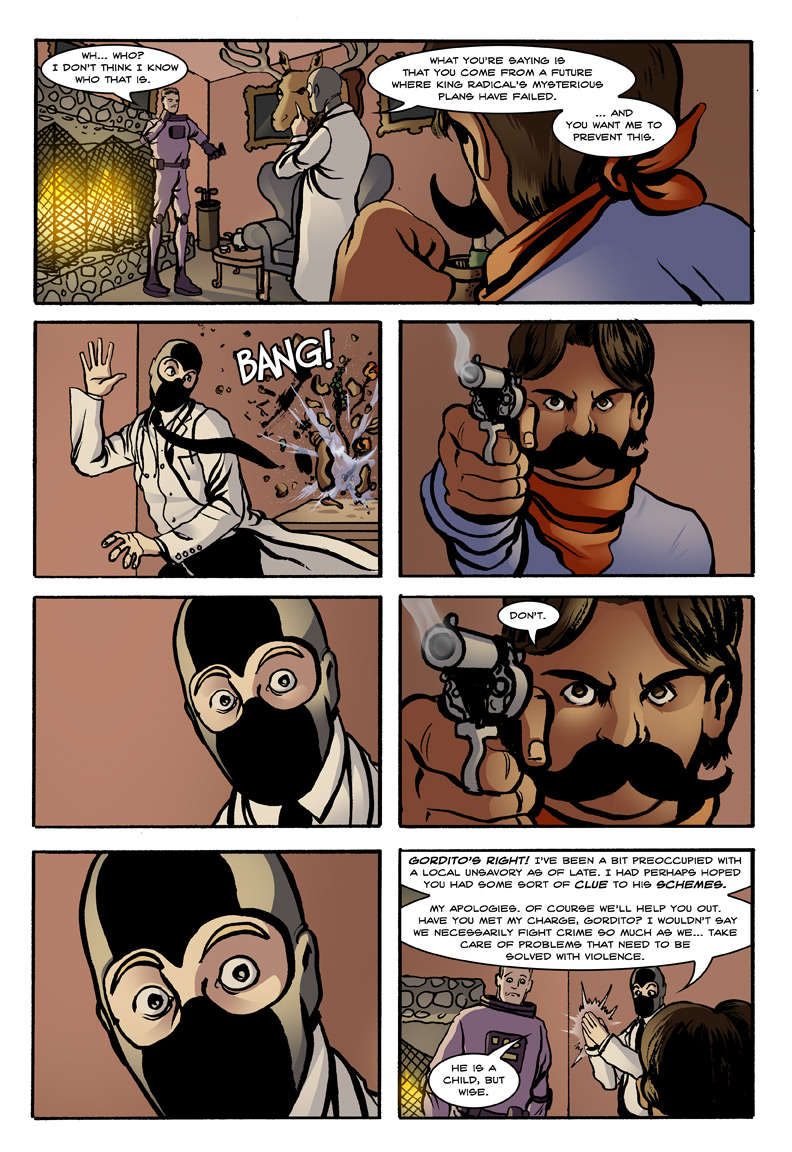 WH... WHO?
I DON'T THINK I KNOW
WHO THAT IS.
WHAT YOU'RE SAYING IS
THAT YOU COME FROM A FUTURE
WHERE KING RADICAL'S MYSTERIOUS
PLANS HAVE FAILED.
... AND
YOU WANT ME TO
PREVENT THIS.
BANG!
DON'T.
GORDITO'S RIGHT! I'VE BEEN A BIT PREOCCUPIED WITH
A LOCAL UNSAVORY AS OF LATE. I HAD PERHAPS HOPED
YOU HAD SOME SORT OF CLUE TO HIS SCHEMES.
MY APOLOGIES. OF COURSE WE'LL HELP YOU OUT.
HAVE YOU MET MY CHARGE, GORDITO? I WOULDN'T SAY
WE NECESSARILY FIGHT CRIME SO MUCH AS WE... TAKE
CARE OF PROBLEMS THAT NEED TO BE
SOLVED WITH VIOLENCE.
HE IS A
CHILD, BUT
WISE.